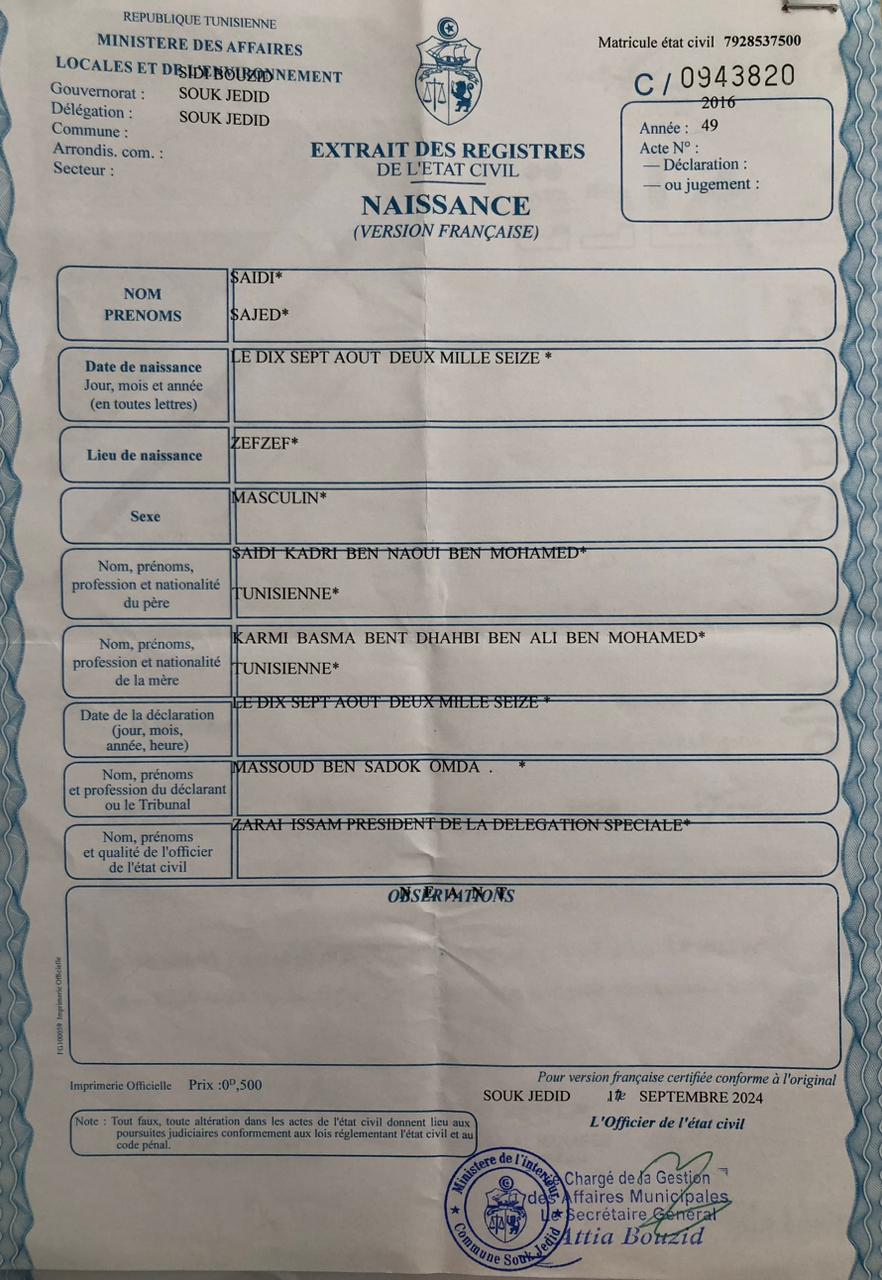 REPUBLIQUE TUNISIENNE
MINISTERE DES AFFAIRES
LOCALES ET DE L'ENVIRONNEMENT
SIDI BOUZID
Gouvernorat : SOUK JEDID
Délégation : SOUK JEDID
Commune :
Arrondis. com. :
Secteur :
Matricule état civil 7928537500
C / 0943820
2016
Année : 49
Acte N° :
— Déclaration :
— ou jugement :
EXTRAIT DES REGISTRES
DE L'ETAT CIVIL
NAISSANCE
(VERSION FRANÇAISE)
NOM
PRENOMS
SAIDI*
SAJED*
Date de naissance
Jour, mois et année
(en toutes lettres)
LE DIX SEPT AOUT DEUX MILLE SEIZE *
Lieu de naissance
ZEFZEF*
Sexe
MASCULIN*
Nom, prénoms,
profession et nationalité
du père
SAIDI KADRI BEN NAOUI BEN MOHAMED*
TUNISIENNE*
Nom, prénoms,
profession et nationalité
de la mère
KARMI BASMA BENT DHAHBI BEN ALI BEN MOHAMED*
TUNISIENNE*
Date de la déclaration
(jour, mois,
année, heure)
LE DIX SEPT AOUT DEUX MILLE SEIZE *
Nom, prénoms
et profession du déclarant
ou le Tribunal
MASSOUD BEN SADOK OMDA . *
Nom, prénoms
et qualité de l'officier
de l'état civil
ZARAI ISSAM PRESIDENT DE LA DELEGATION SPECIALE*
OBSERVATIONS
N E A N T
FG100059 Imprimerie Officielle
Imprimerie Officielle Prix :0ᴰ,500
Pour version française certifiée conforme à l'original
SOUK JEDID le SEPTEMBRE 2024
L'Officier de l'état civil
Note : Tout faux, toute altération dans les actes de l'état civil donnent lieu aux
poursuites judiciaires conformement aux lois réglementant l'état civil et au
code pénal.
Ministere de l'interieur
Commune Souk Jedid
Chargé de la Gestion
des Affaires Municipales
Le Secrétaire Général
Attia Bouzid